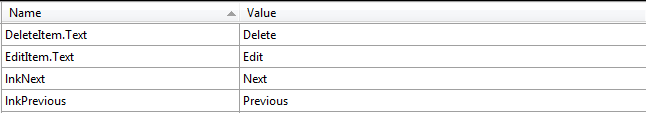 Name Value
DeleteItem.Text Delete
EditItem.Text Edit
lnkNext Next
lnkPrevious Previous